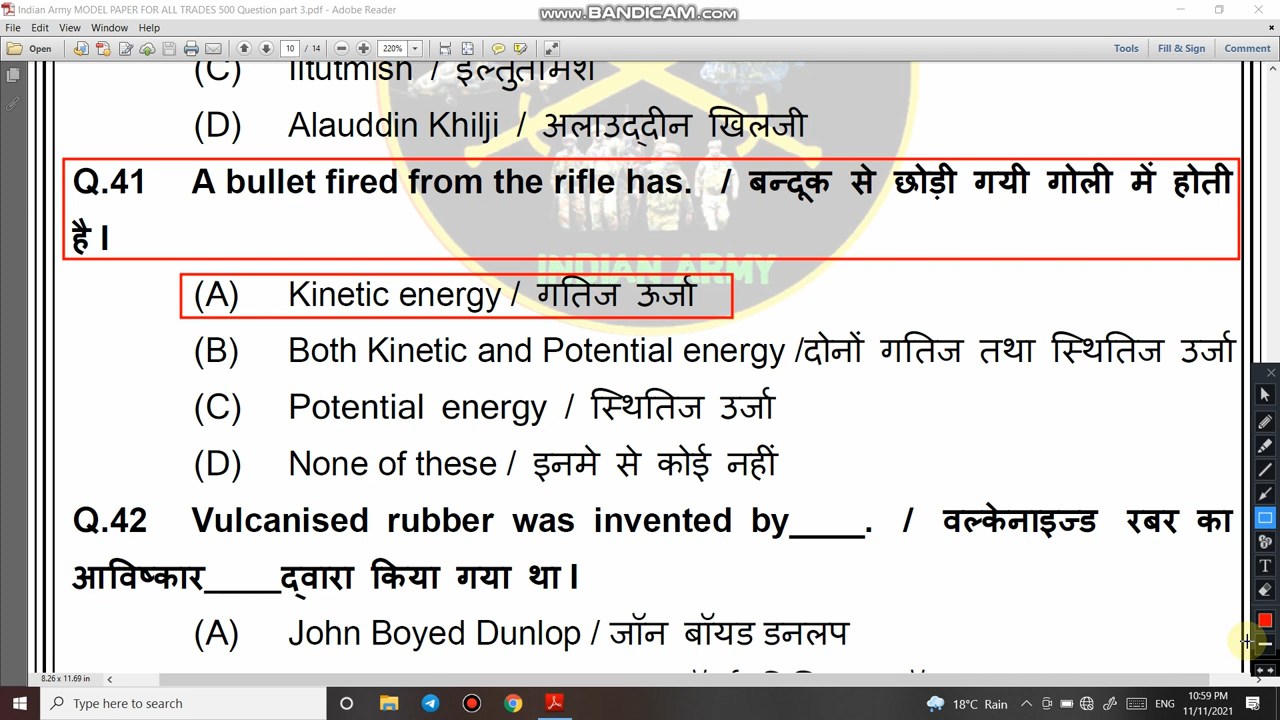 Indian Army MODEL PAPER FOR ALL TRADES 500 Question part 3.pdf - Adobe Reader
www.BANDICAM.com
File Edit View Window Help
Open 10 / 14 220% Tools Fill & Sign Comment
(C) Iltutmish / इल्तुतमिश
(D) Alauddin Khilji / अलाउद्दीन खिलजी
Q.41 A bullet fired from the rifle has. / बन्दूक से छोड़ी गयी गोली में होती
है।
INDIAN ARMY
(A) Kinetic energy / गतिज ऊर्जा
(B) Both Kinetic and Potential energy /दोनों गतिज तथा स्थितिज उर्जा
(C) Potential energy / स्थितिज उर्जा
(D) None of these / इनमे से कोई नहीं
Q.42 Vulcanised rubber was invented by____. / वल्केनाइज्ड रबर का
आविष्कार____द्वारा किया गया था।
(A) John Boyed Dunlop / जॉन बॉयड डनलप
8.26 x 11.69 in
Type here to search
18°C Rain ENG 10:59 PM
11/11/2021